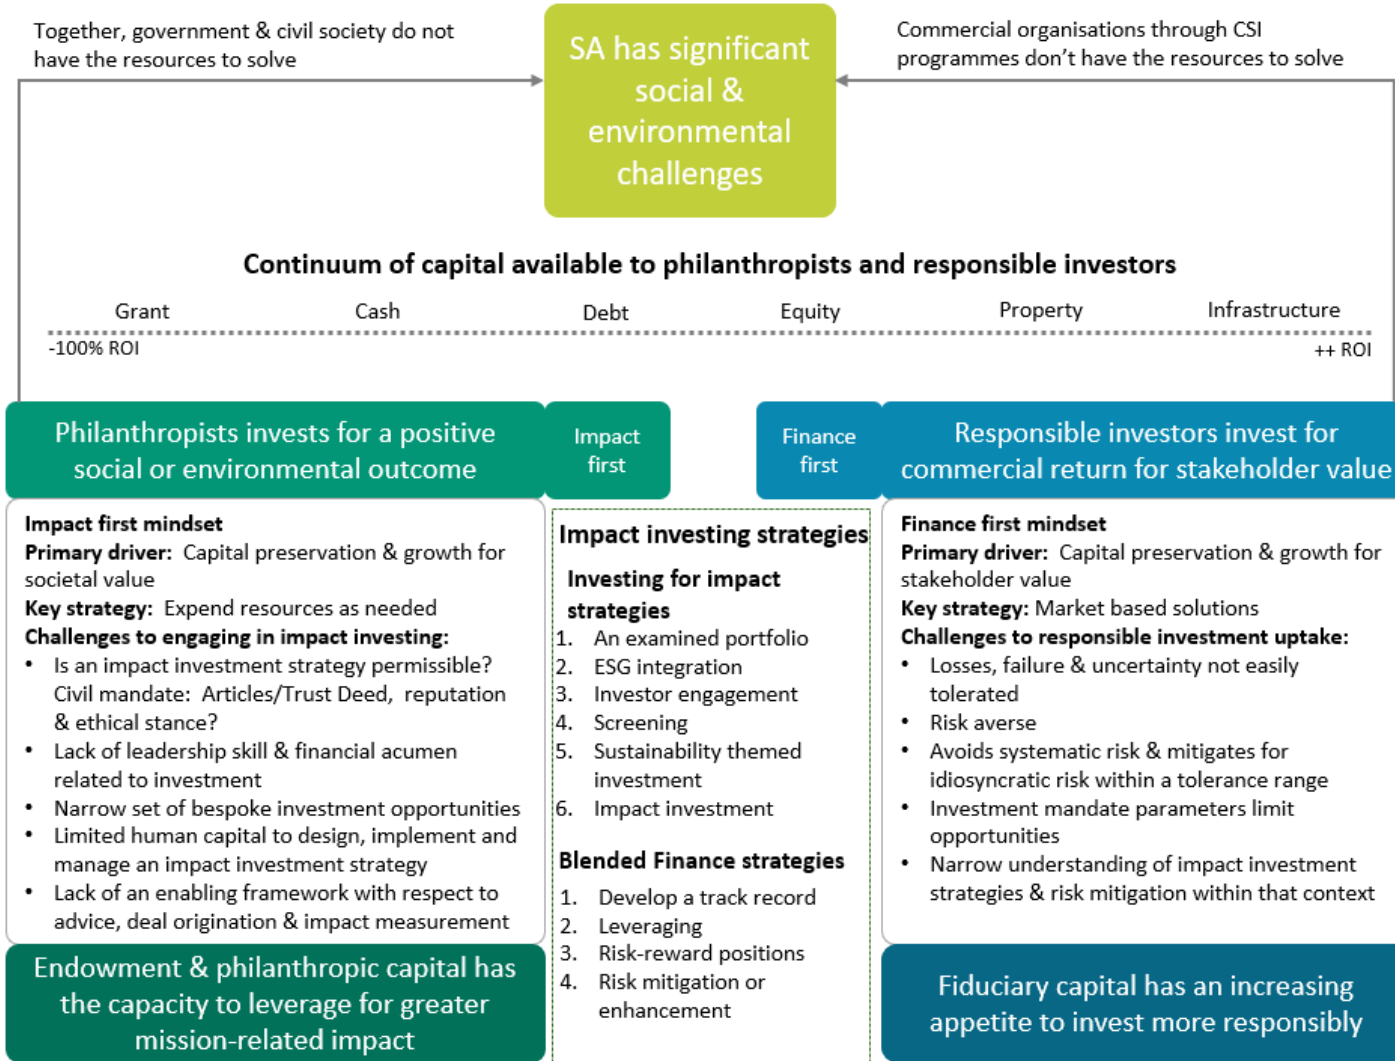 Together, government & civil society do not
have the resources to solve
SA has significant
social &
environmental
challenges
Commercial organisations through CSI
programmes don't have the resources to solve
Continuum of capital available to philanthropists and responsible investors
Grant
Cash
Debt
Equity
Property
Infrastructure
-100% ROI
++ ROI
Philanthropists invests for a positive
social or environmental outcome
Impact
first
Finance
first
Responsible investors invest for
commercial return for stakeholder value
Impact first mindset
Primary driver: Capital preservation & growth for
societal value
Key strategy: Expend resources as needed
Challenges to engaging in impact investing:
• Is an impact investment strategy permissible?
Civil mandate: Articles/Trust Deed, reputation
& ethical stance?
• Lack of leadership skill & financial acumen
related to investment
• Narrow set of bespoke investment opportunities
• Limited human capital to design, implement and
manage an impact investment strategy
• Lack of an enabling framework with respect to
advice, deal origination & impact measurement
Endowment & philanthropic capital has
the capacity to leverage for greater
mission-related impact
Impact investing strategies
Investing for impact
strategies
1. An examined portfolio
2. ESG integration
3. Investor engagement
4. Screening
5. Sustainability themed
investment
6. Impact investment
Blended Finance strategies
1. Develop a track record
2. Leveraging
3. Risk-reward positions
4. Risk mitigation or
enhancement
Finance first mindset
Primary driver: Capital preservation & growth for
stakeholder value
Key strategy: Market based solutions
Challenges to responsible investment uptake:
• Losses, failure & uncertainty not easily
tolerated
• Risk averse
• Avoids systematic risk & mitigates for
idiosyncratic risk within a tolerance range
• Investment mandate parameters limit
opportunities
• Narrow understanding of impact investment
strategies & risk mitigation within that context
Fiduciary capital has an increasing
appetite to invest more responsibly